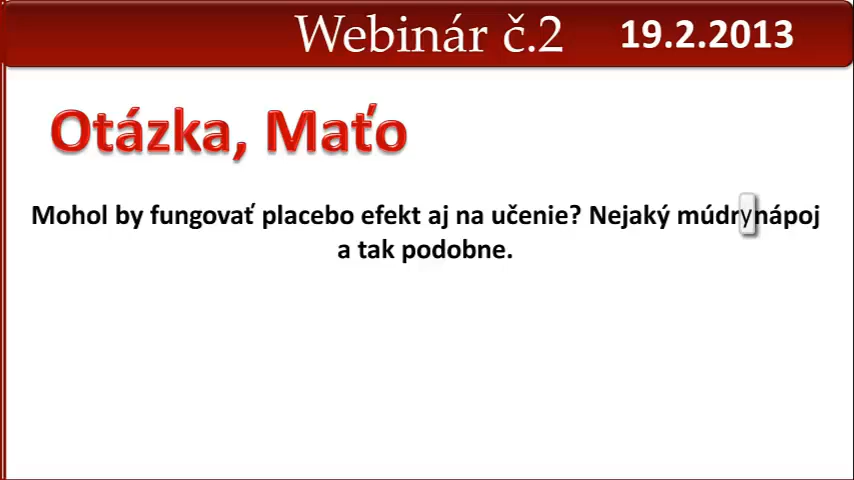 Webinár č.2 19.2.2013
Otázka, Maťo
Mohol by fungovať placebo efekt aj na učenie? Nejaký múdry nápoj
a tak podobne.